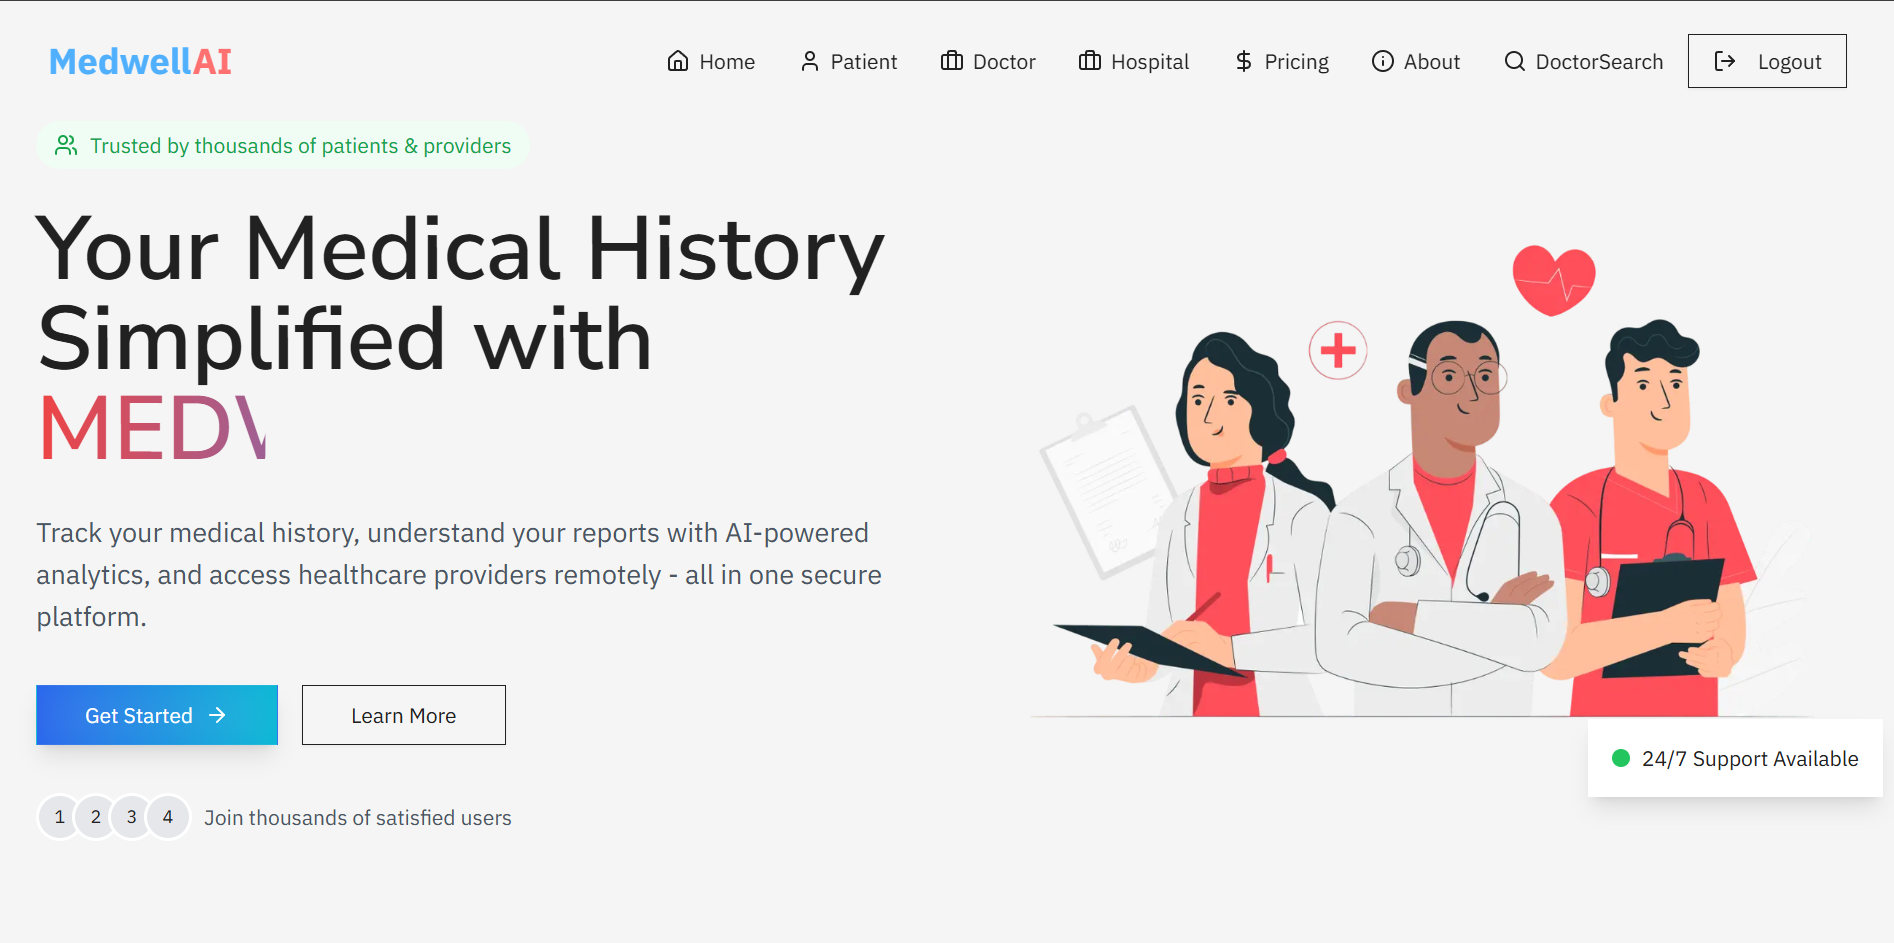 MedwellAI
Home Patient Doctor Hospital Pricing About DoctorSearch Logout
Trusted by thousands of patients & providers
Your Medical History
Simplified with
MED
Track your medical history, understand your reports with AI-powered
analytics, and access healthcare providers remotely - all in one secure
platform.
Get Started Learn More
24/7 Support Available
1 2 3 4 Join thousands of satisfied users